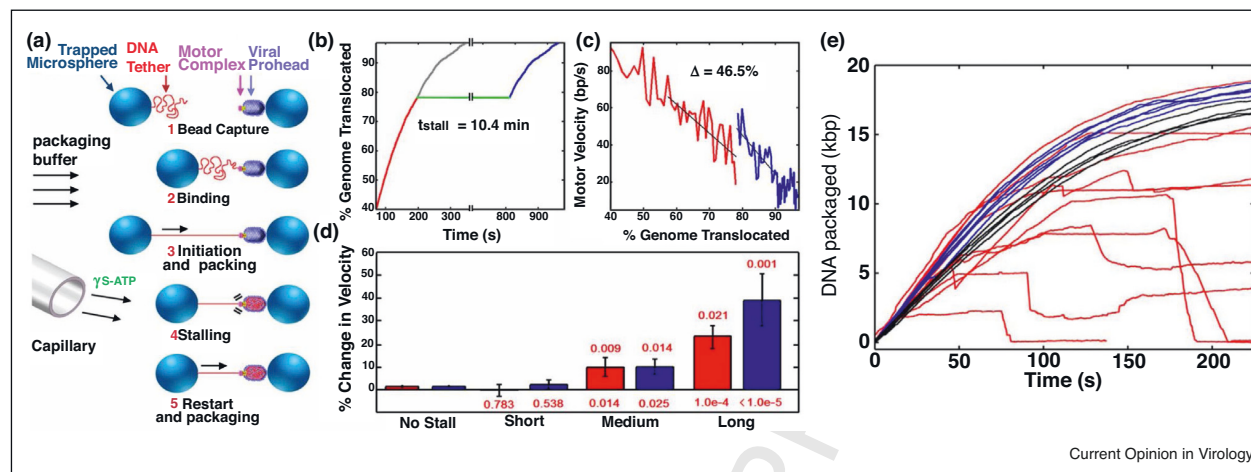 (a)
Trapped
Microsphere
DNA
Tether
Motor
Complex
Viral
Prohead
1 Bead Capture
packaging
buffer
2 Binding
3 Initiation
and packing
γS-ATP
4 Stalling
Capillary
5 Restart
and packaging
(b)
% Genome Translocated
90
80
70
60
50
40
tstall = 10.4 min
100 200 300 800 900
Time (s)
(c)
Motor Velocity (bp/s)
80
60
40
20
Δ = 46.5%
40 50 60 70 80 90
% Genome Translocated
(d)
% Change in Velocity
60
50
40
30
20
10
0
0.009
0.014
0.021
0.001
0.783 0.538 0.014 0.025 1.0e-4 <1.0e-5
No Stall Short Medium Long
(e)
DNA packaged (kbp)
20
15
10
5
0
0 50 100 150 200
Time (s)
Current Opinion in Virology